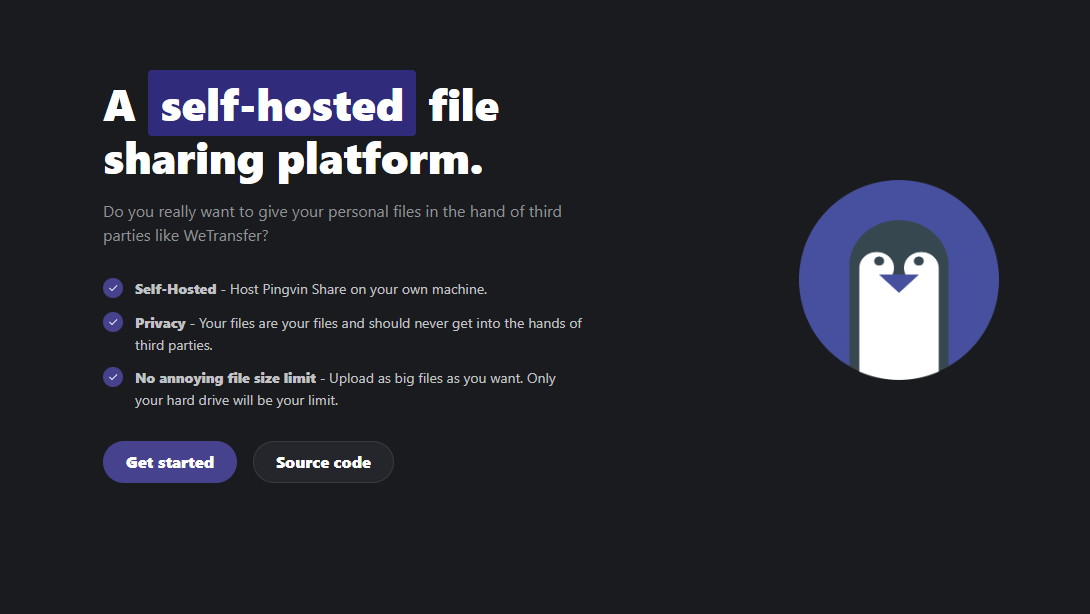 A self-hosted file
sharing platform.
Do you really want to give your personal files in the hand of third
parties like WeTransfer?
Self-Hosted - Host Pingvin Share on your own machine.
Privacy - Your files are your files and should never get into the hands of
third parties.
No annoying file size limit - Upload as big files as you want. Only
your hard drive will be your limit.
Get started
Source code